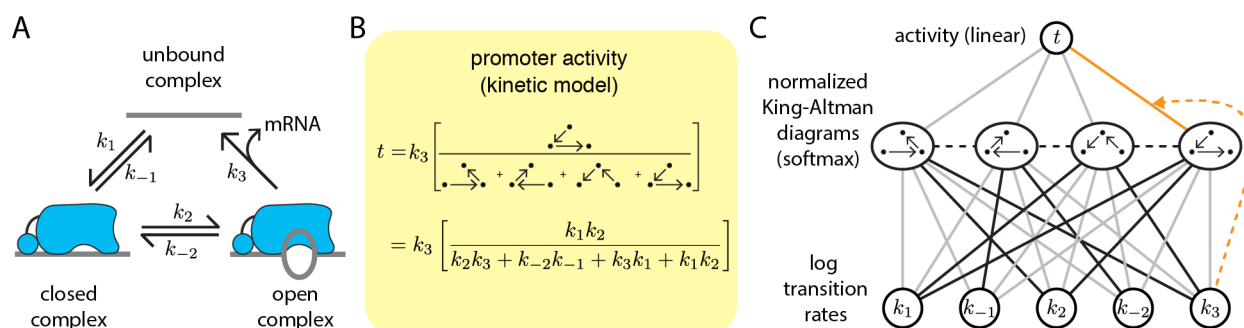 A
unbound
complex
k₁
k₋₁
mRNA
k₃
k₂
k₋₂
closed
complex
open
complex
B
promoter activity
(kinetic model)
t = k₃ [ + + + ]
= k₃ [ k₁k₂ / k₂k₃ + k₋₂k₋₁ + k₃k₁ + k₁k₂ ]
C
activity (linear)
t
normalized
King-Altman
diagrams
(softmax)
log
transition
rates
k₁ k₋₁ k₂ k₋₂ k₃